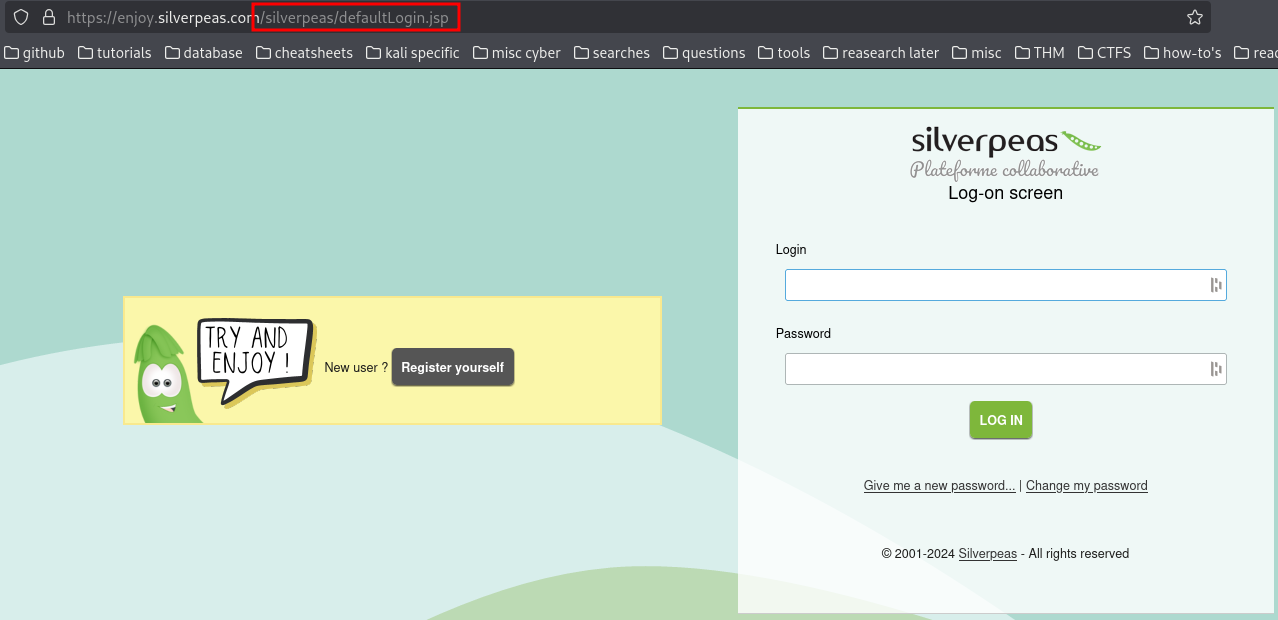 https://enjoy.silverpeas.com/silverpeas/defaultLogin.jsp
github tutorials database cheatsheets kali specific misc cyber searches questions tools reasearch later misc THM CTFS how-to's reac
silverpeas
Plateforme collaborative
Log-on screen
Login
TRY AND
ENJOY !
New user ? Register yourself
Password
LOG IN
Give me a new password... | Change my password
© 2001-2024 Silverpeas - All rights reserved